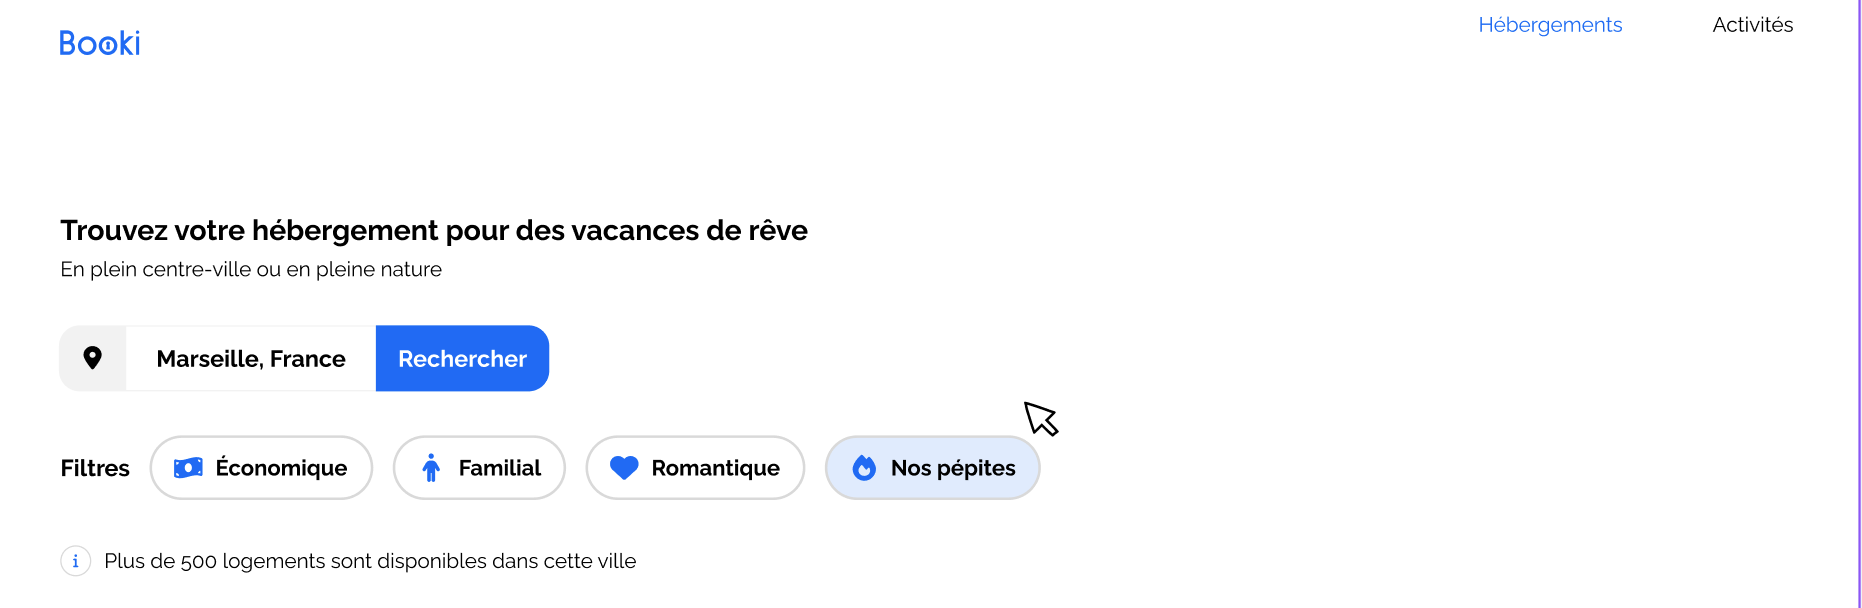 Booki
Hébergements
Activités
Trouvez votre hébergement pour des vacances de rêve
En plein centre-ville ou en pleine nature
Marseille, France
Rechercher
Filtres
Économique
Familial
Romantique
Nos pépites
i
Plus de 500 logements sont disponibles dans cette ville